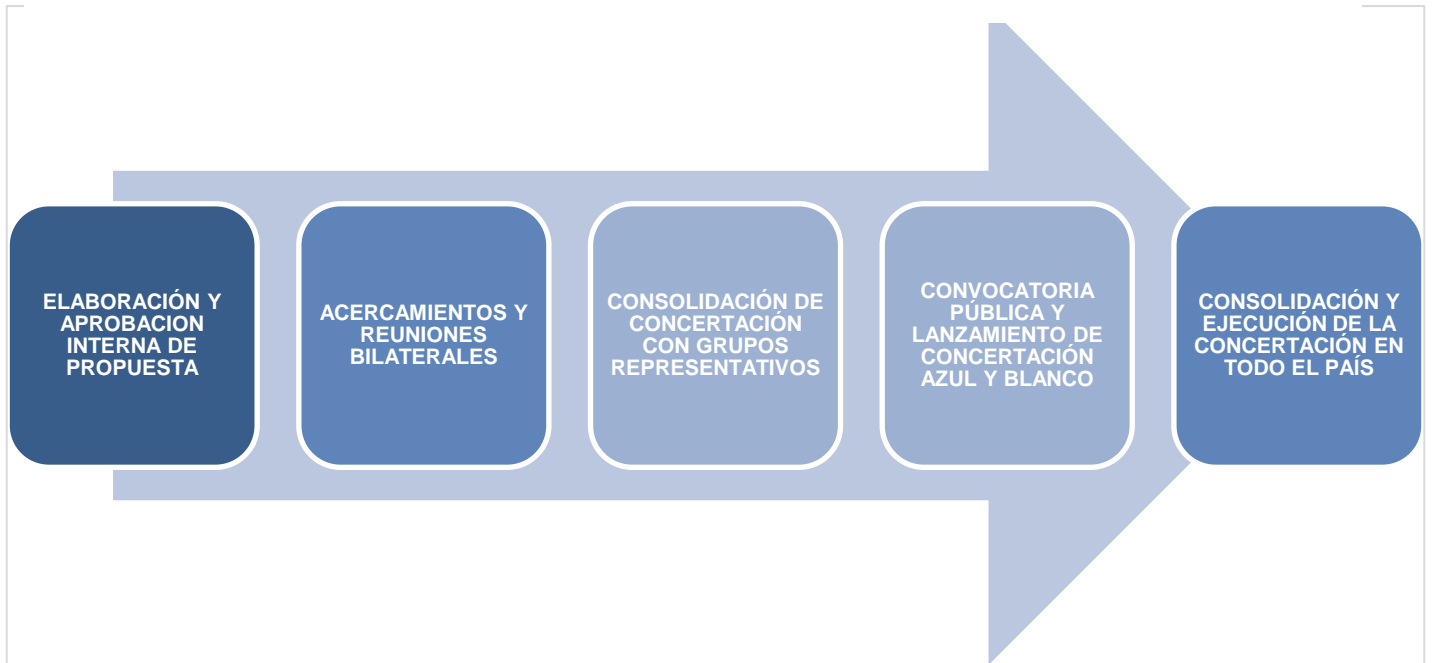 ELABORACIÓN Y
APROBACION
INTERNA DE
PROPUESTA
ACERCAMIENTOS Y
REUNIONES
BILATERALES
CONSOLIDACIÓN DE
CONCERTACIÓN
CON GRUPOS
REPRESENTATIVOS
CONVOCATORIA
PÚBLICA Y
LANZAMIENTO DE
CONCERTACIÓN
AZUL Y BLANCO
CONSOLIDACIÓN Y
EJECUCIÓN DE LA
CONCERTACIÓN EN
TODO EL PAÍS